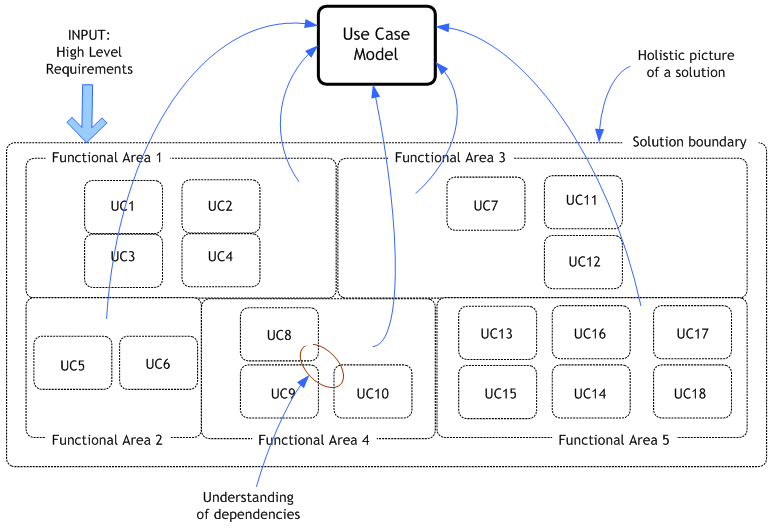 INPUT:
High Level
Requirements
Use Case
Model
Holistic picture
of a solution
Solution boundary
Functional Area 1
Functional Area 3
UC1
UC2
UC7
UC11
UC3
UC4
UC12
UC8
UC13
UC16
UC17
UC5
UC6
UC9
UC10
UC15
UC14
UC18
Functional Area 2
Functional Area 4
Functional Area 5
Understanding
of dependencies